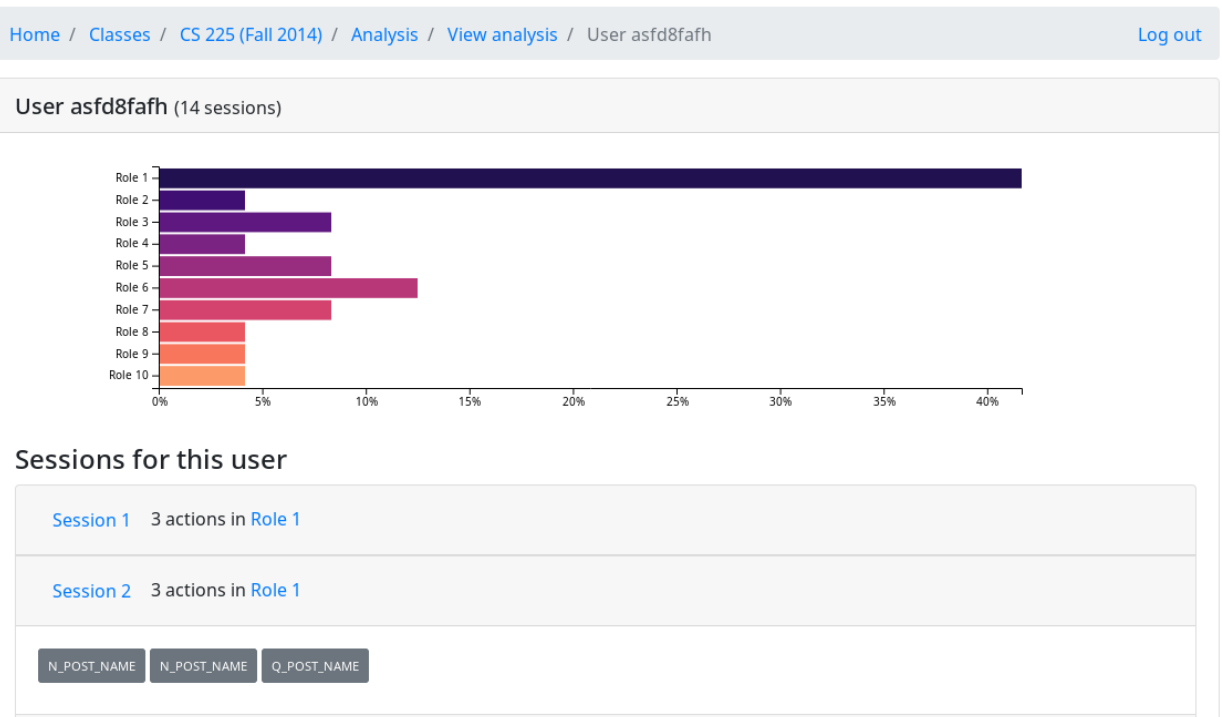 Home / Classes / CS 225 (Fall 2014) / Analysis / View analysis / User asfd8fafh Log out
User asfd8fafh (14 sessions)
Role 1
Role 2
Role 3
Role 4
Role 5
Role 6
Role 7
Role 8
Role 9
Role 10
0% 5% 10% 15% 20% 25% 30% 35% 40%
Sessions for this user
Session 1 3 actions in Role 1
Session 2 3 actions in Role 1
N_POST_NAME N_POST_NAME Q_POST_NAME